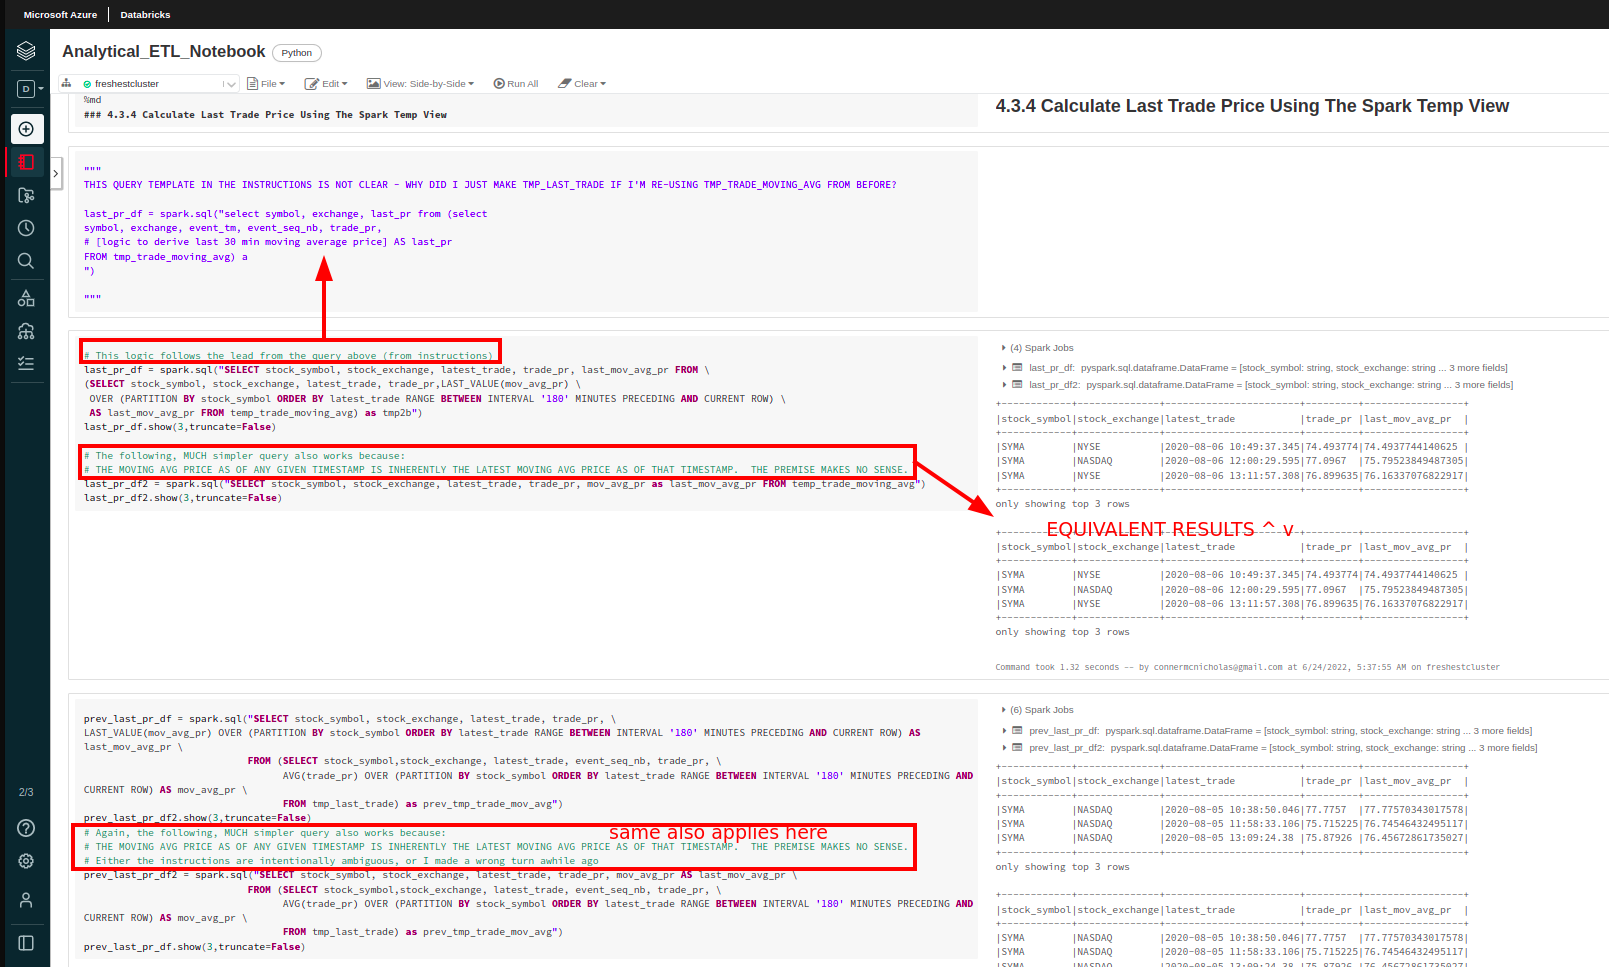 Microsoft Azure | Databricks
Analytical_ETL_Notebook Python
freshestcluster File Edit View: Side-by-Side Run All Clear
D
%md
### 4.3.4 Calculate Last Trade Price Using The Spark Temp View
4.3.4 Calculate Last Trade Price Using The Spark Temp View
"""
THIS QUERY TEMPLATE IN THE INSTRUCTIONS IS NOT CLEAR - WHY DID I JUST MAKE TMP_LAST_TRADE IF I'M RE-USING TMP_TRADE_MOVING_AVG FROM BEFORE?
last_pr_df = spark.sql("select symbol, exchange, last_pr from (select
symbol, exchange, event_tm, event_seq_nb, trade_pr,
# [logic to derive last 30 min moving average price] AS last_pr
FROM tmp_trade_moving_avg) a
")
"""
# This logic follows the lead from the query above (from instructions)
last_pr_df = spark.sql("SELECT stock_symbol, stock_exchange, latest_trade, trade_pr, last_mov_avg_pr FROM \
(SELECT stock_symbol, stock_exchange, latest_trade, trade_pr,LAST_VALUE(mov_avg_pr) \
OVER (PARTITION BY stock_symbol ORDER BY latest_trade RANGE BETWEEN INTERVAL '180' MINUTES PRECEDING AND CURRENT ROW) \
AS last_mov_avg_pr FROM temp_trade_moving_avg) as tmp2b")
last_pr_df.show(3,truncate=False)
# The following, MUCH simpler query also works because:
# THE MOVING AVG PRICE AS OF ANY GIVEN TIMESTAMP IS INHERENTLY THE LATEST MOVING AVG PRICE AS OF THAT TIMESTAMP.  THE PREMISE MAKES NO SENSE.
last_pr_df2 = spark.sql("SELECT stock_symbol, stock_exchange, latest_trade, trade_pr, mov_avg_pr as last_mov_avg_pr FROM temp_trade_moving_avg")
last_pr_df2.show(3,truncate=False)
(4) Spark Jobs
last_pr_df: pyspark.sql.dataframe.DataFrame = [stock_symbol: string, stock_exchange: string ... 3 more fields]
last_pr_df2: pyspark.sql.dataframe.DataFrame = [stock_symbol: string, stock_exchange: string ... 3 more fields]
+------------+--------------+-----------------------+---------+-----------------+
|stock_symbol|stock_exchange|latest_trade           |trade_pr |last_mov_avg_pr  |
+------------+--------------+-----------------------+---------+-----------------+
|SYMA        |NYSE          |2020-08-06 10:49:37.345|74.493774|74.4937744140625 |
|SYMA        |NASDAQ        |2020-08-06 12:00:29.595|77.0967  |75.79523849487305|
|SYMA        |NYSE          |2020-08-06 13:11:57.308|76.899635|76.16337076822917|
+------------+--------------+-----------------------+---------+-----------------+
only showing top 3 rows
EQUIVALENT RESULTS ^ v
+------------+--------------+-----------------------+---------+-----------------+
|stock_symbol|stock_exchange|latest_trade           |trade_pr |last_mov_avg_pr  |
+------------+--------------+-----------------------+---------+-----------------+
|SYMA        |NYSE          |2020-08-06 10:49:37.345|74.493774|74.4937744140625 |
|SYMA        |NASDAQ        |2020-08-06 12:00:29.595|77.0967  |75.79523849487305|
|SYMA        |NYSE          |2020-08-06 13:11:57.308|76.899635|76.16337076822917|
+------------+--------------+-----------------------+---------+-----------------+
only showing top 3 rows
Command took 1.32 seconds -- by connermcnicholas@gmail.com at 6/24/2022, 5:37:55 AM on freshestcluster
prev_last_pr_df = spark.sql("SELECT stock_symbol, stock_exchange, latest_trade, trade_pr, \
LAST_VALUE(mov_avg_pr) OVER (PARTITION BY stock_symbol ORDER BY latest_trade RANGE BETWEEN INTERVAL '180' MINUTES PRECEDING AND CURRENT ROW) AS
last_mov_avg_pr \
FROM (SELECT stock_symbol,stock_exchange, latest_trade, event_seq_nb, trade_pr, \
AVG(trade_pr) OVER (PARTITION BY stock_symbol ORDER BY latest_trade RANGE BETWEEN INTERVAL '180' MINUTES PRECEDING AND
CURRENT ROW) AS mov_avg_pr \
FROM tmp_last_trade) as prev_tmp_trade_mov_avg")
prev_last_pr_df2.show(3,truncate=False)
# Again, the following, MUCH simpler query also works because:
same also applies here
# THE MOVING AVG PRICE AS OF ANY GIVEN TIMESTAMP IS INHERENTLY THE LATEST MOVING AVG PRICE AS OF THAT TIMESTAMP.  THE PREMISE MAKES NO SENSE.
# Either the instructions are intentionally ambiguous, or I made a wrong turn awhile ago
prev_last_pr_df2 = spark.sql("SELECT stock_symbol, stock_exchange, latest_trade, trade_pr, mov_avg_pr AS last_mov_avg_pr \
FROM (SELECT stock_symbol,stock_exchange, latest_trade, event_seq_nb, trade_pr, \
AVG(trade_pr) OVER (PARTITION BY stock_symbol ORDER BY latest_trade RANGE BETWEEN INTERVAL '180' MINUTES PRECEDING AND
CURRENT ROW) AS mov_avg_pr \
FROM tmp_last_trade) as prev_tmp_trade_mov_avg")
prev_last_pr_df.show(3,truncate=False)
(6) Spark Jobs
prev_last_pr_df: pyspark.sql.dataframe.DataFrame = [stock_symbol: string, stock_exchange: string ... 3 more fields]
prev_last_pr_df2: pyspark.sql.dataframe.DataFrame = [stock_symbol: string, stock_exchange: string ... 3 more fields]
+------------+--------------+-----------------------+---------+-----------------+
|stock_symbol|stock_exchange|latest_trade           |trade_pr |last_mov_avg_pr  |
+------------+--------------+-----------------------+---------+-----------------+
|SYMA        |NASDAQ        |2020-08-05 10:38:50.046|77.7757  |77.77570343017578|
|SYMA        |NASDAQ        |2020-08-05 11:58:33.106|75.715225|76.74546432495117|
|SYMA        |NASDAQ        |2020-08-05 13:09:24.38 |75.87926 |76.45672861735027|
+------------+--------------+-----------------------+---------+-----------------+
only showing top 3 rows
+------------+--------------+-----------------------+---------+-----------------+
|stock_symbol|stock_exchange|latest_trade           |trade_pr |last_mov_avg_pr  |
+------------+--------------+-----------------------+---------+-----------------+
|SYMA        |NASDAQ        |2020-08-05 10:38:50.046|77.7757  |77.77570343017578|
|SYMA        |NASDAQ        |2020-08-05 11:58:33.106|75.715225|76.74546432495117|
|SYMA        |NASDAQ        |2020-08-05 13:09:24.38 |75.87926 |76.45672861735027|
2/3